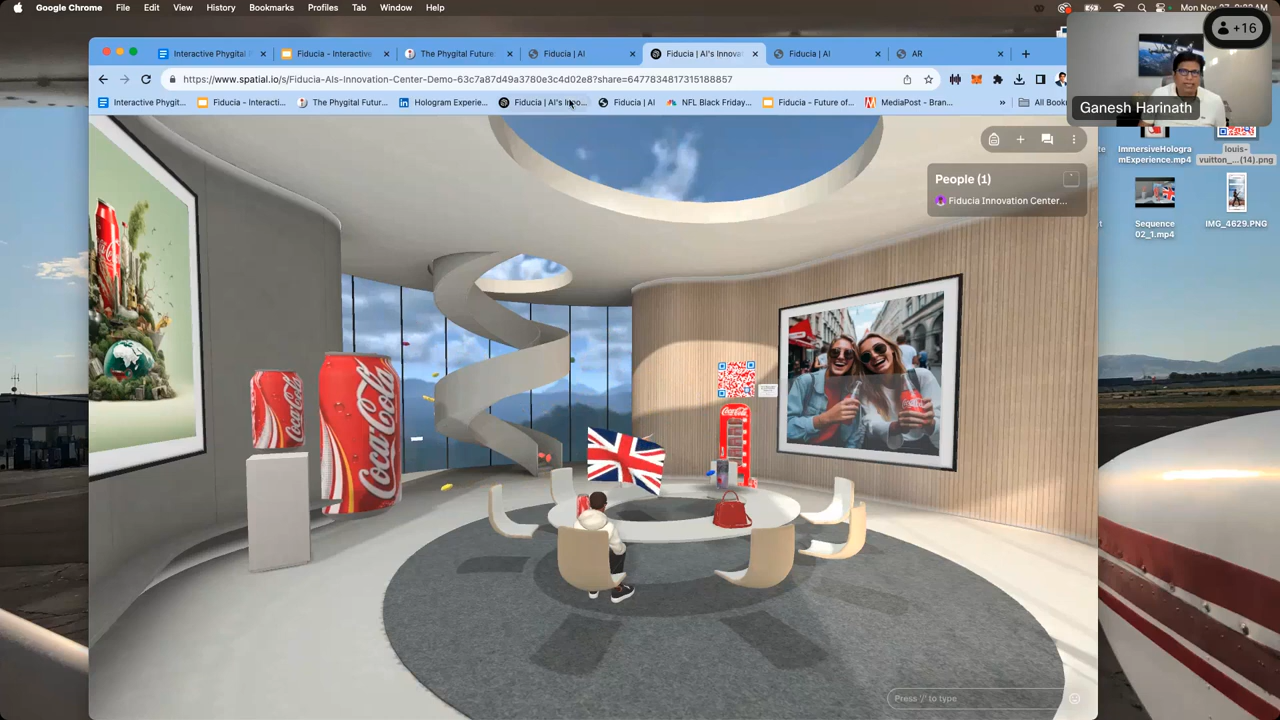 Google Chrome File Edit View History Bookmarks Profiles Tab Window Help
+16
Ganesh Harinath
Interactive Phygital
Fiducia - Interactive
The Phygital Future
Fiducia | AI
Fiducia | AI's Innova
Fiducia | AI
AR
https://www.spatial.io/s/Fiducia-AIs-Innovation-Center-Demo-63c7a87d49a3780e3c4d02e8?share=6477834817315188857
Interactive Phygit...
Fiducia - Interacti...
The Phygital Futur...
Hologram Experie...
Fiducia | AI's Inno...
Fiducia | AI
NFL Black Friday...
Fiducia - Future of...
MediaPost - Bran...
All Book
ImmersiveHologra
mExperience.mp4
louis-
vuitton_...(14).png
Sequence
02_1.mp4
IMG_4629.PNG
People (1)
Fiducia Innovation Center...
Coca-Cola
Coca-Cola
Coca-Cola
Press '/' to type